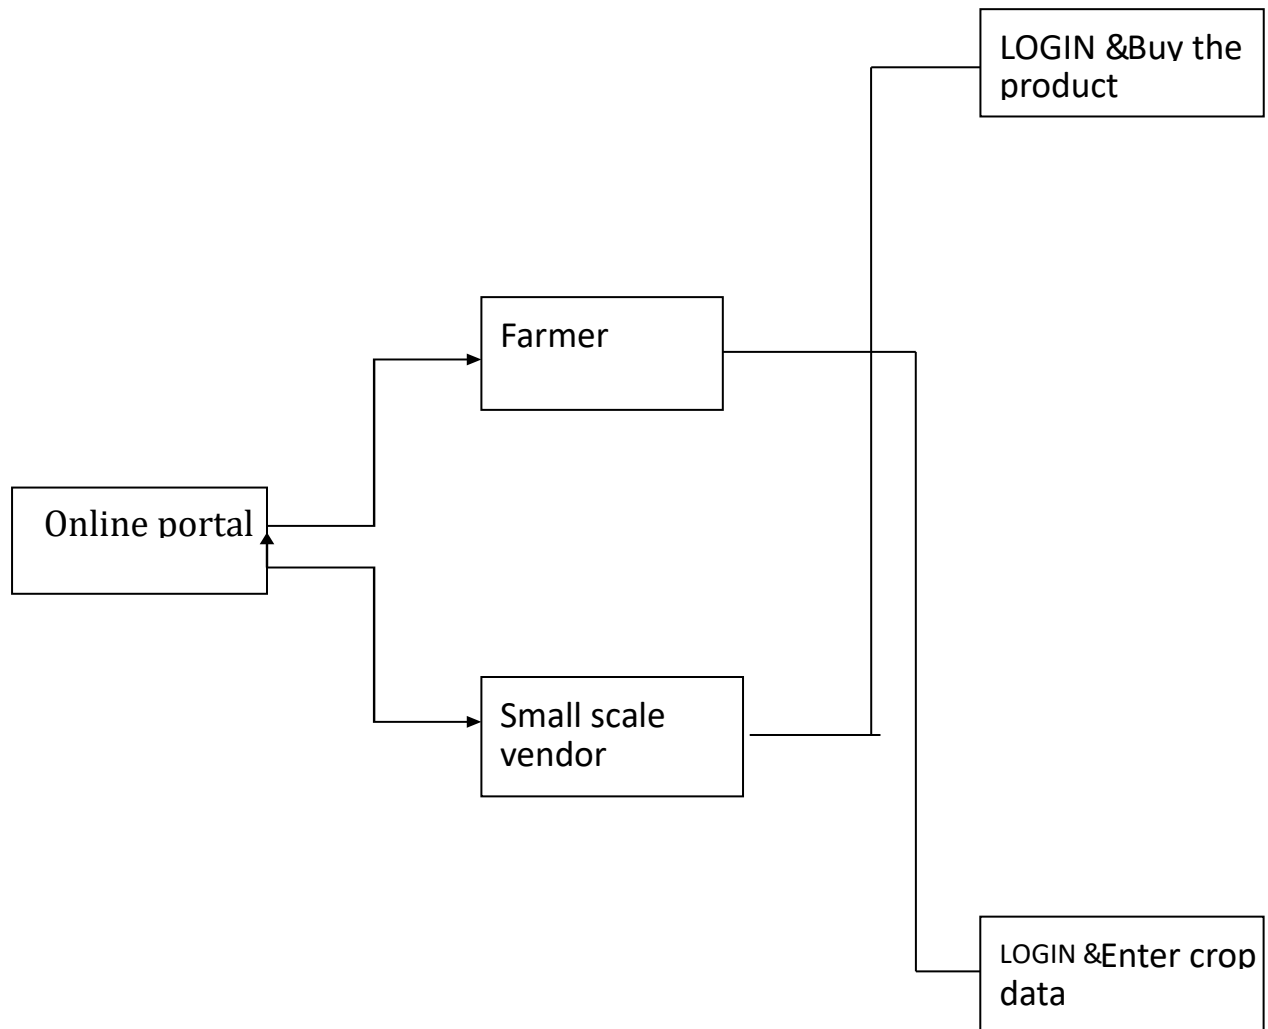 LOGIN &Buy the
product
Farmer
Online portal
Small scale
vendor
LOGIN &Enter crop
data